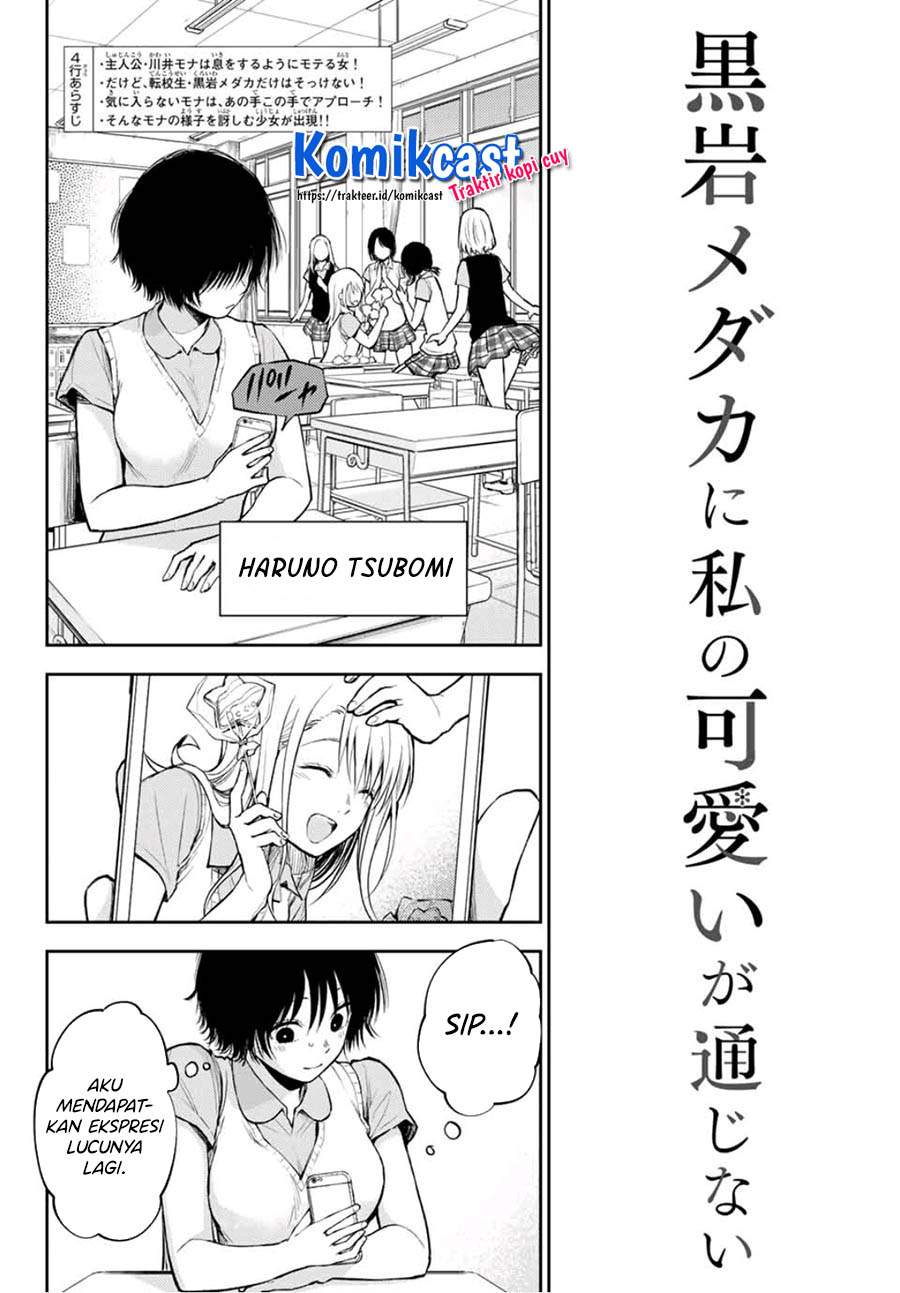 黒岩メダカに私の可愛いが通じない
4行あらすじ
・主人公・川井モナは息をするようにモテる女！
・だけど、転校生・黒岩メダカだけはそっけない！
・気に入らないモナは、あの手この手でアプローチ！
・そんなモナの様子を訝しむ少女が出現！！
Komikcast
Traktir kopi cuy
https://trakteer.id/komikcast
パシャ
HARUNO TSUBOMI
SIP...!
AKU
MENDAPAT-
KAN EKSPRESI
LUCUNYA
LAGI.